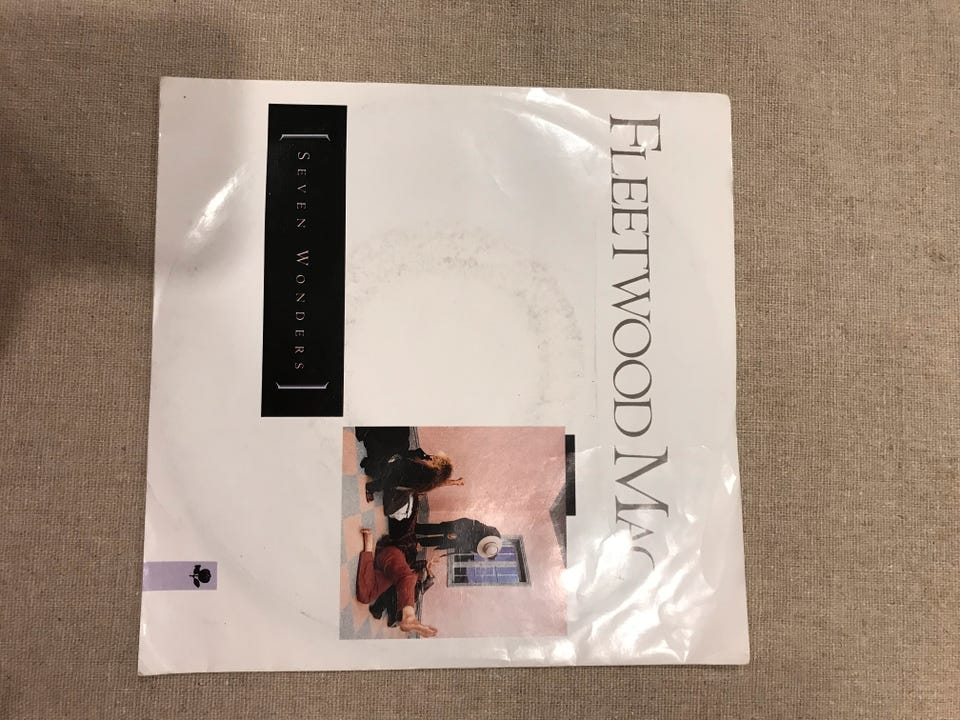 FLEETWOOD MAC
[ SEVEN WONDERS ]